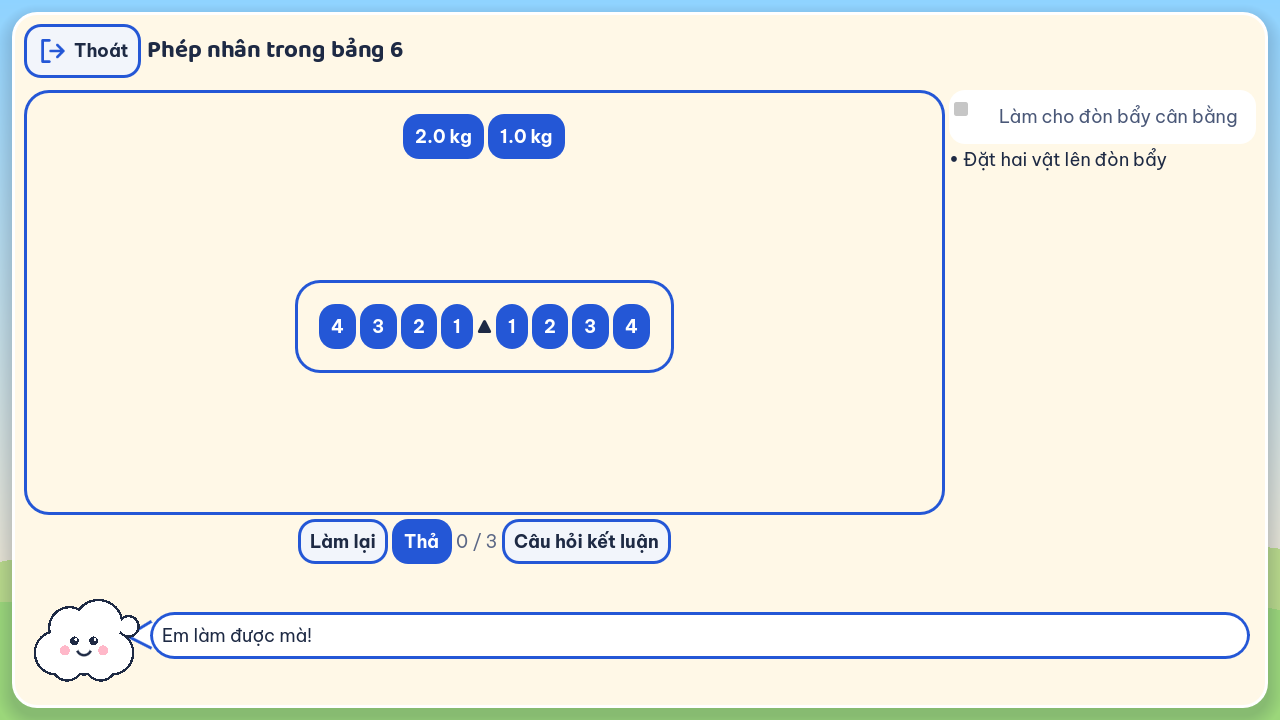 Thoát
Phép nhân trong bảng 6
2.0 kg 1.0 kg
Làm cho đòn bẩy cân bằng
• Đặt hai vật lên đòn bẩy
4 3 2 1 ▲ 1 2 3 4
Làm lại Thả 0 / 3 Câu hỏi kết luận
Em làm được mà!